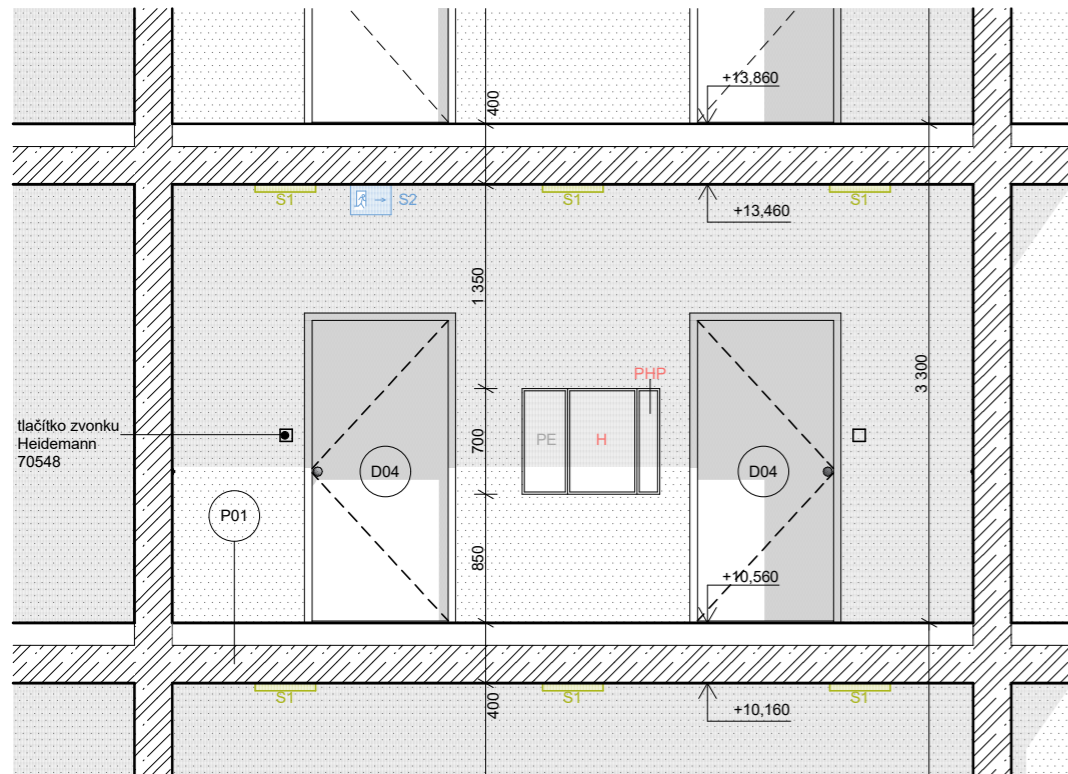 +13,860
400
S1
S2
S1
S1
+13,460
1 350
3 300
PHP
tlačítko zvonku
Heidemann
70548
PE
H
700
D04
D04
P01
850
+10,560
S1
S1
S1
400
+10,160